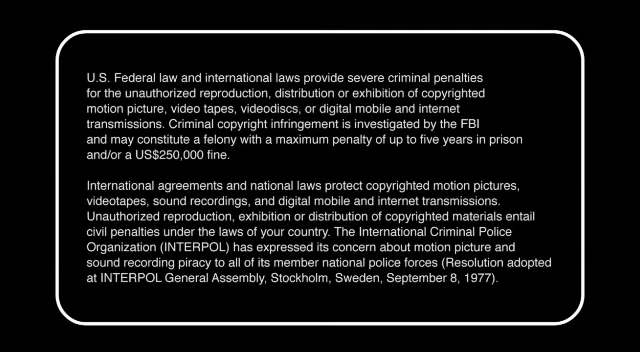 U.S. Federal law and international laws provide severe criminal penalties
for the unauthorized reproduction, distribution or exhibition of copyrighted
motion picture, video tapes, videodiscs, or digital mobile and internet
transmissions. Criminal copyright infringement is investigated by the FBI
and may constitute a felony with a maximum penalty of up to five years in prison
and/or a US$250,000 fine.
International agreements and national laws protect copyrighted motion pictures,
videotapes, sound recordings, and digital mobile and internet transmissions.
Unauthorized reproduction, exhibition or distribution of copyrighted materials entail
civil penalties under the laws of your country. The International Criminal Police
Organization (INTERPOL) has expressed its concern about motion picture and
sound recording piracy to all of its member national police forces (Resolution adopted
at INTERPOL General Assembly, Stockholm, Sweden, September 8, 1977).